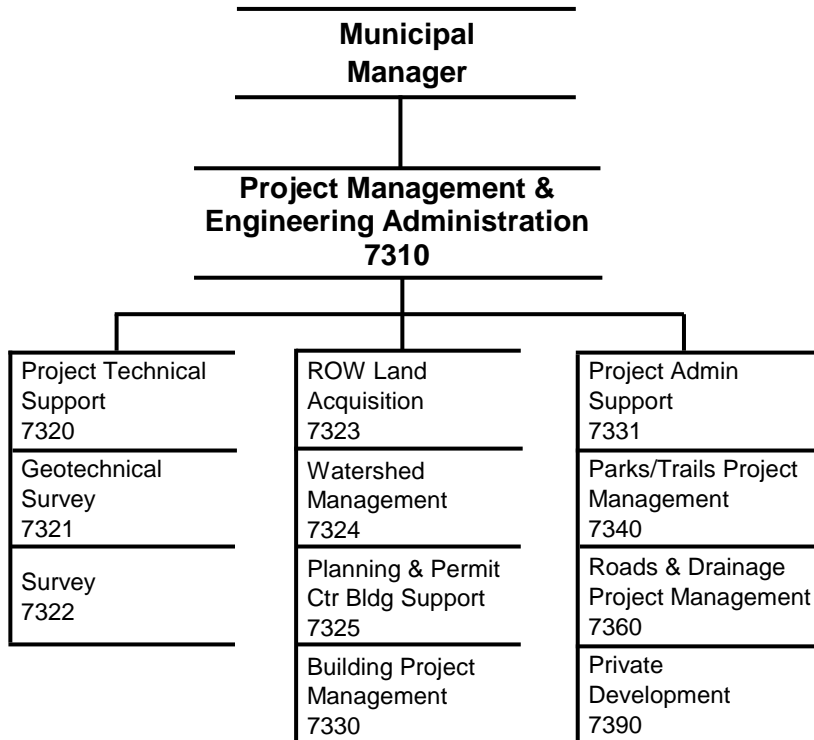 Municipal
Manager
Project Management &
Engineering Administration
7310
Project Technical
Support
7320
Geotechnical
Survey
7321
Survey
7322
ROW Land
Acquisition
7323
Watershed
Management
7324
Planning & Permit
Ctr Bldg Support
7325
Building Project
Management
7330
Project Admin
Support
7331
Parks/Trails Project
Management
7340
Roads & Drainage
Project Management
7360
Private
Development
7390